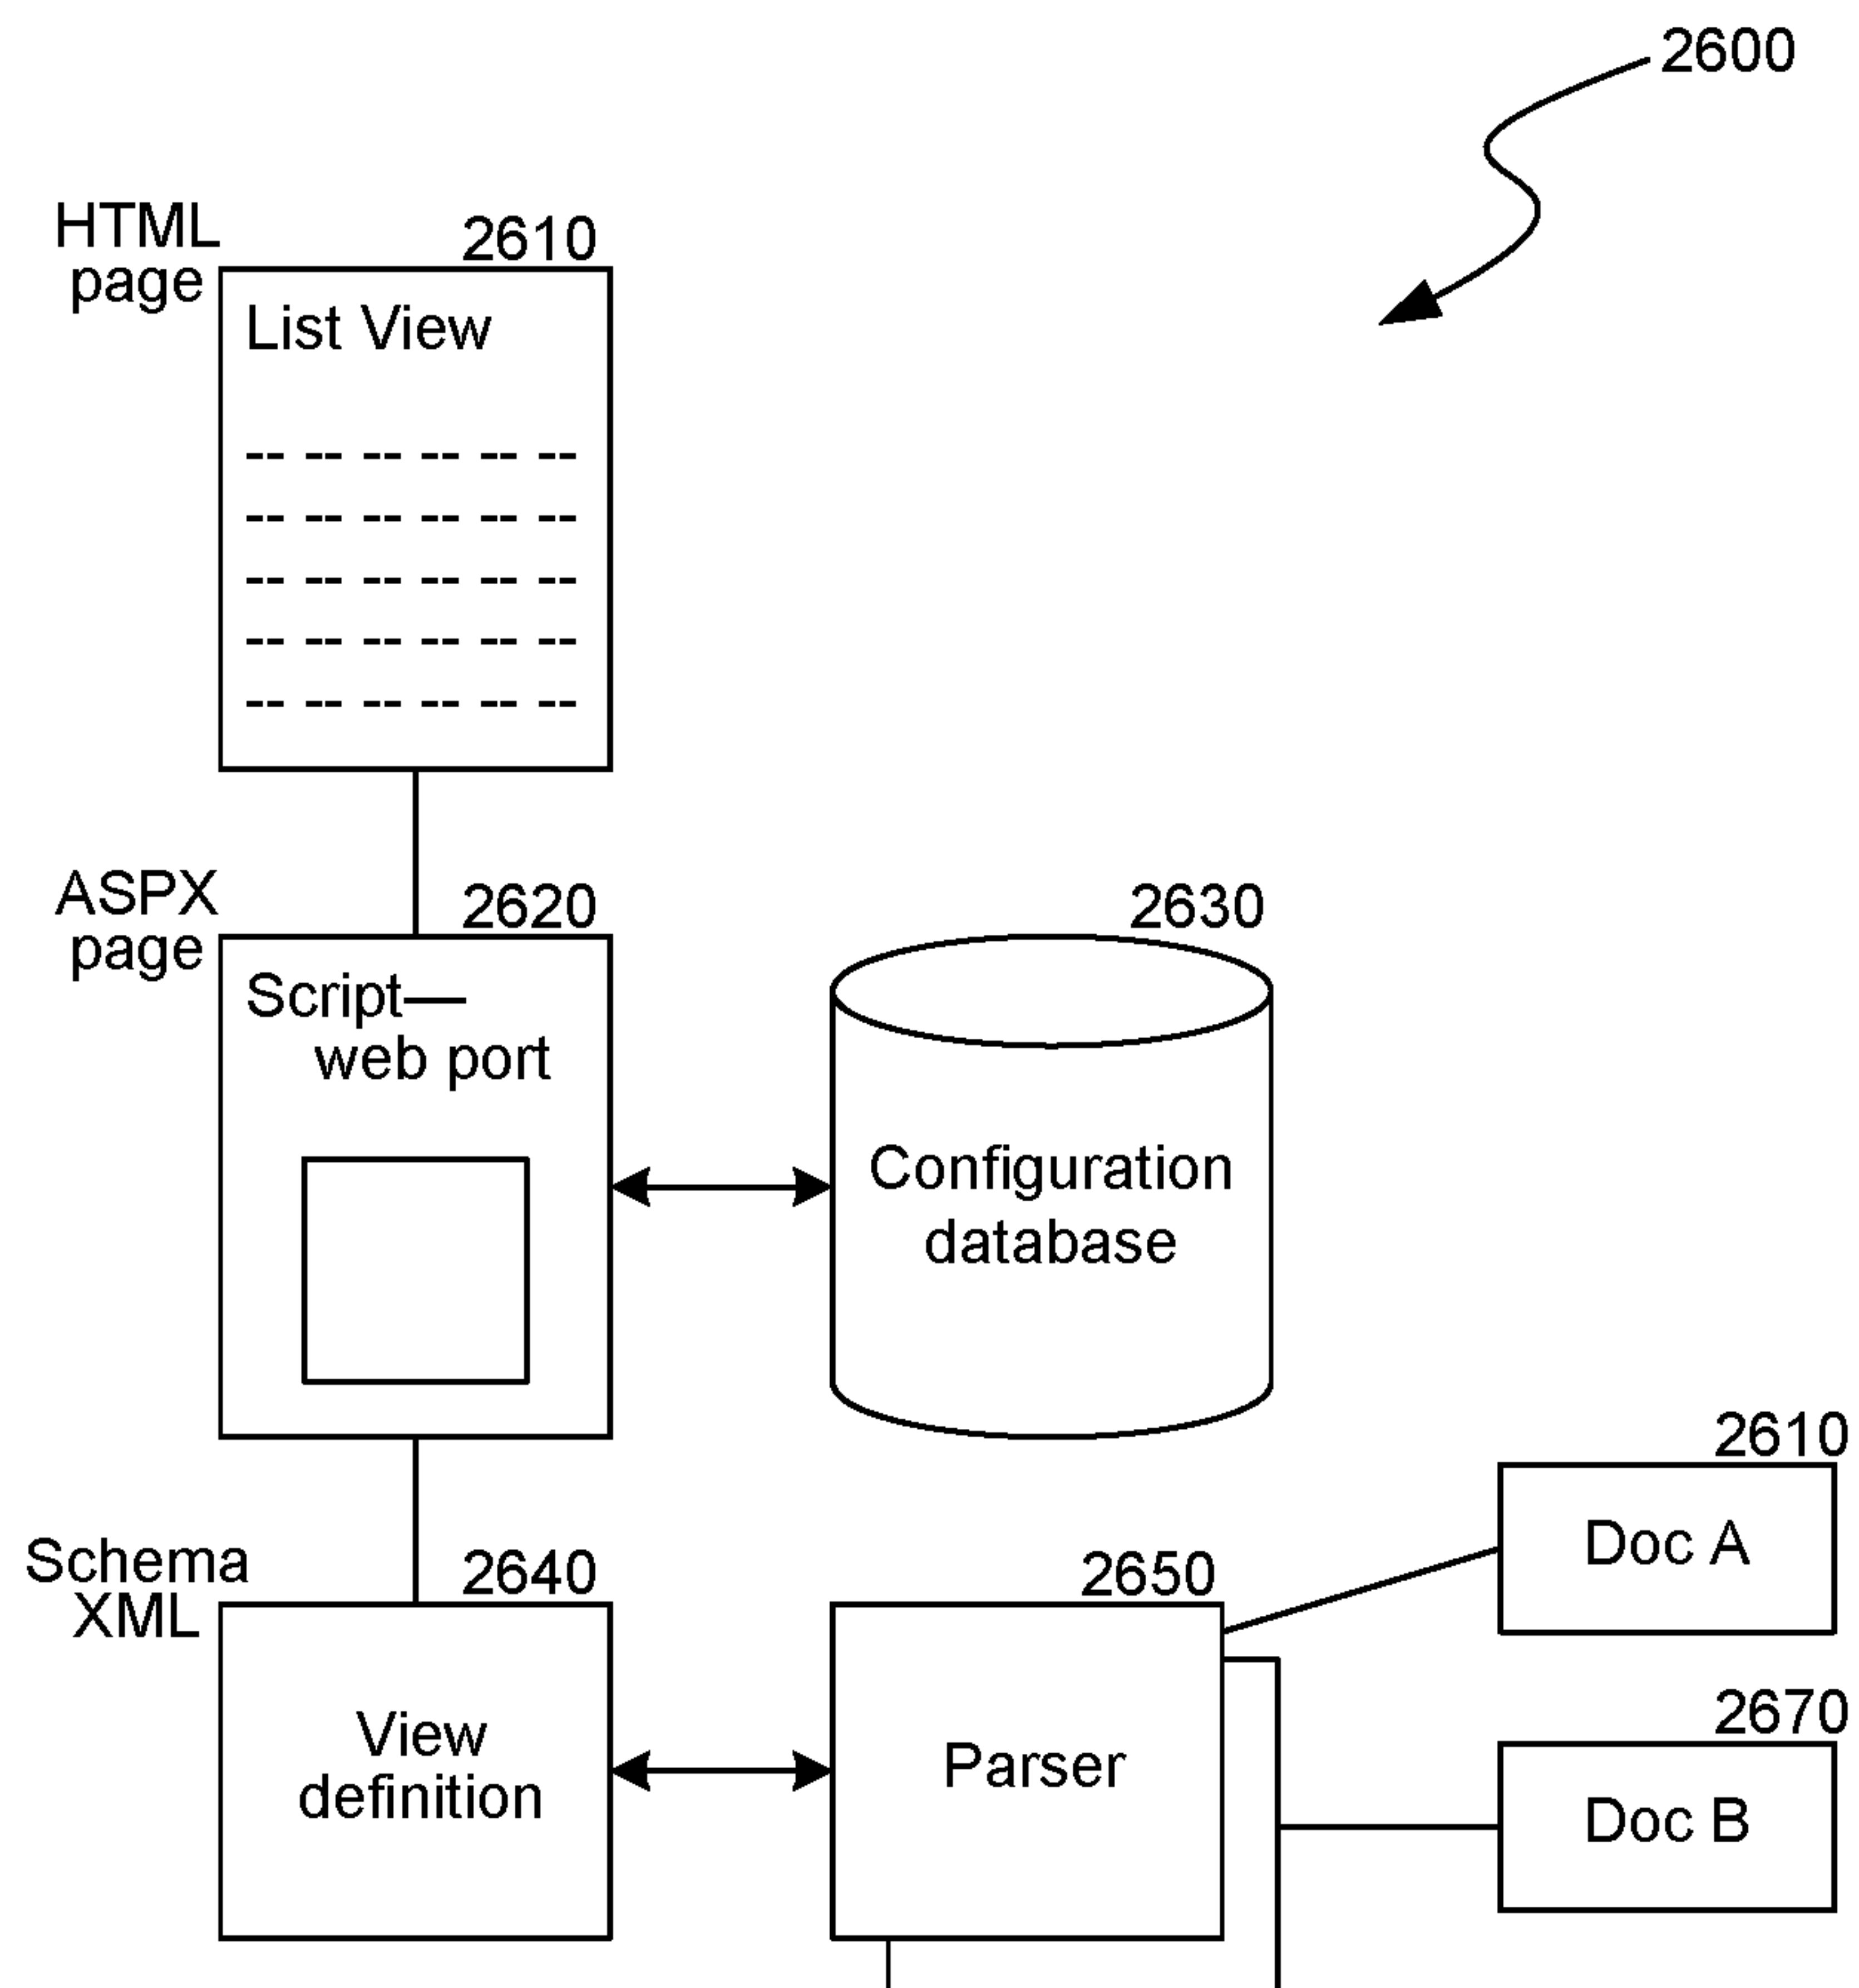 2600
HTML
page
2610
List View
ASPX
page
2620
Script—
web port
2630
Configuration
database
Schema
XML
2640
View
definition
2650
Parser
2610
Doc A
2670
Doc B